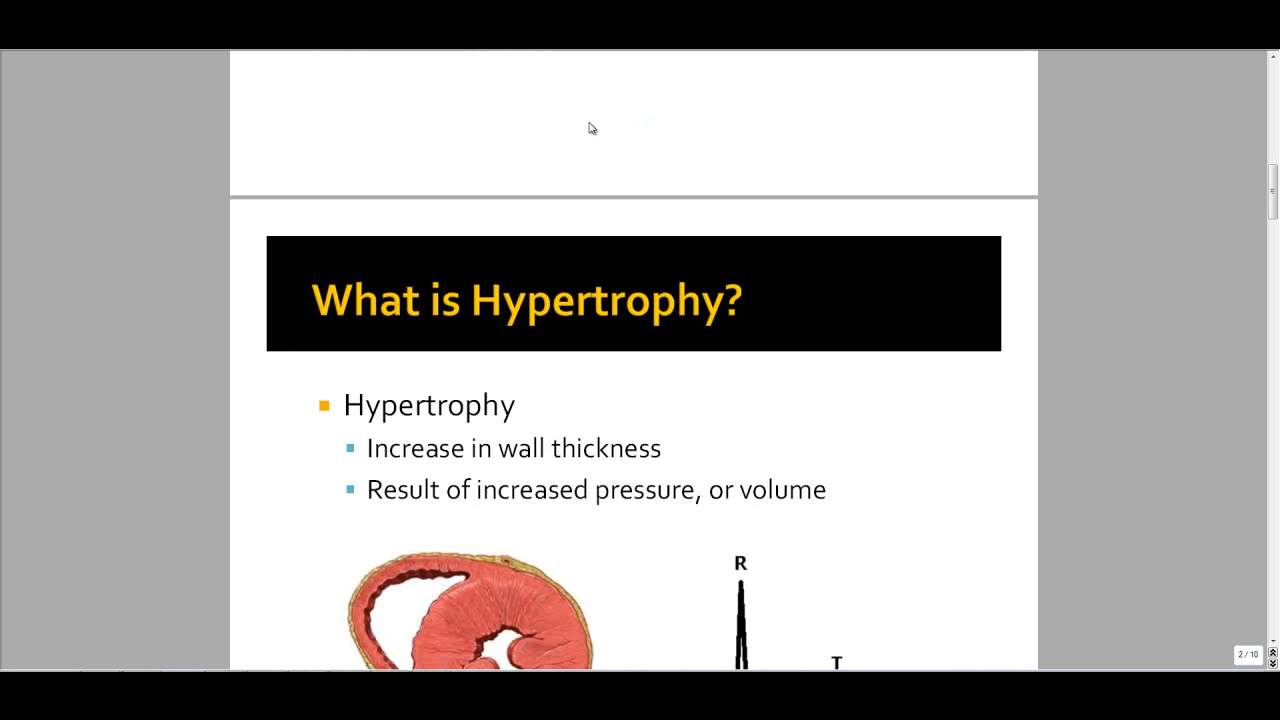 What is Hypertrophy?
Hypertrophy
Increase in wall thickness
Result of increased pressure, or volume
R
T
2 / 10